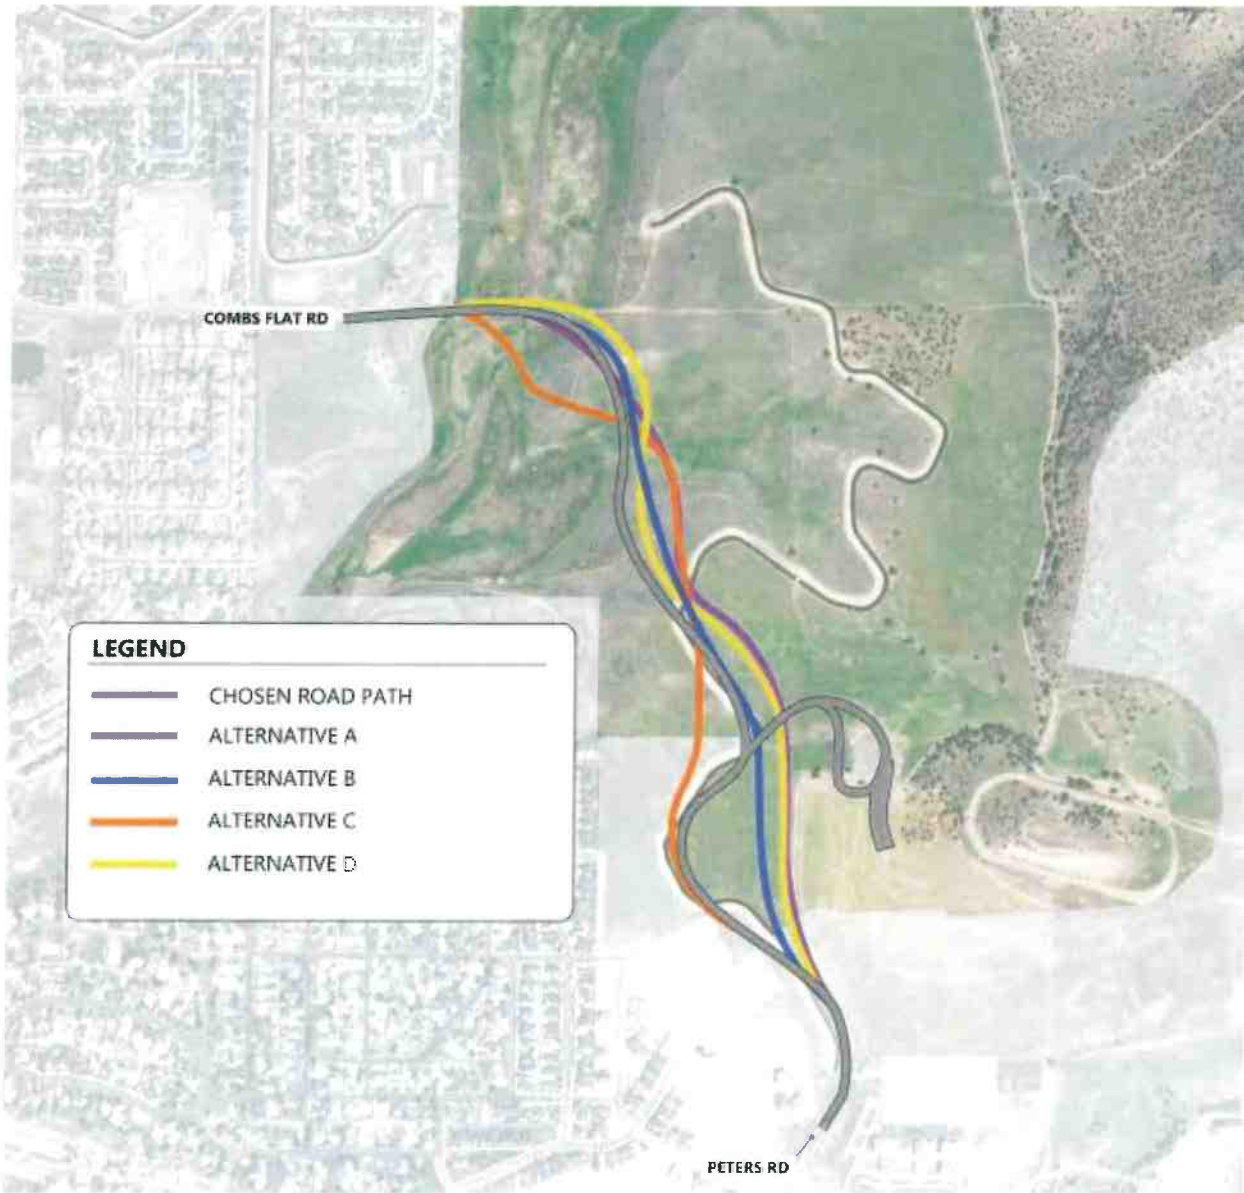 COMBS FLAT RD
LEGEND
CHOSEN ROAD PATH
ALTERNATIVE A
ALTERNATIVE B
ALTERNATIVE C
ALTERNATIVE D
PETERS RD